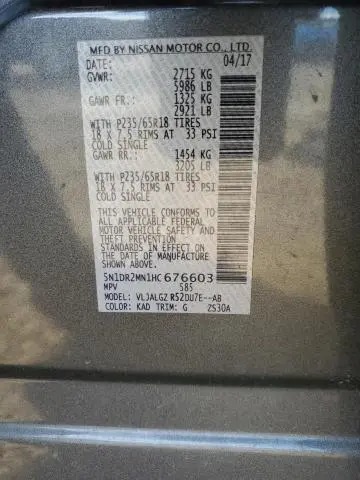 MFD BY NISSAN MOTOR CO., LTD.
DATE: 04/17
GVWR: 2715 KG
5986 LB
GAWR FR.: 1325 KG
2921 LB
WITH P235/65R18 TIRES
18 X 7.5 RIMS AT 33 PSI
COLD SINGLE
GAWR RR.: 1454 KG
3205 LB
WITH P235/65R18 TIRES
18 X 7.5 RIMS AT 33 PSI
COLD SINGLE
THIS VEHICLE CONFORMS TO
ALL APPLICABLE FEDERAL
MOTOR VEHICLE SAFETY AND
THEFT PREVENTION
STANDARDS IN EFFECT ON
THE DATE OF MANUFACTURE
SHOWN ABOVE.
5N1DR2MN1HC676603
MPV 585
MODEL: VLJALGZ R52DU7E--AB
COLOR: KAD TRIM: G ZS30A